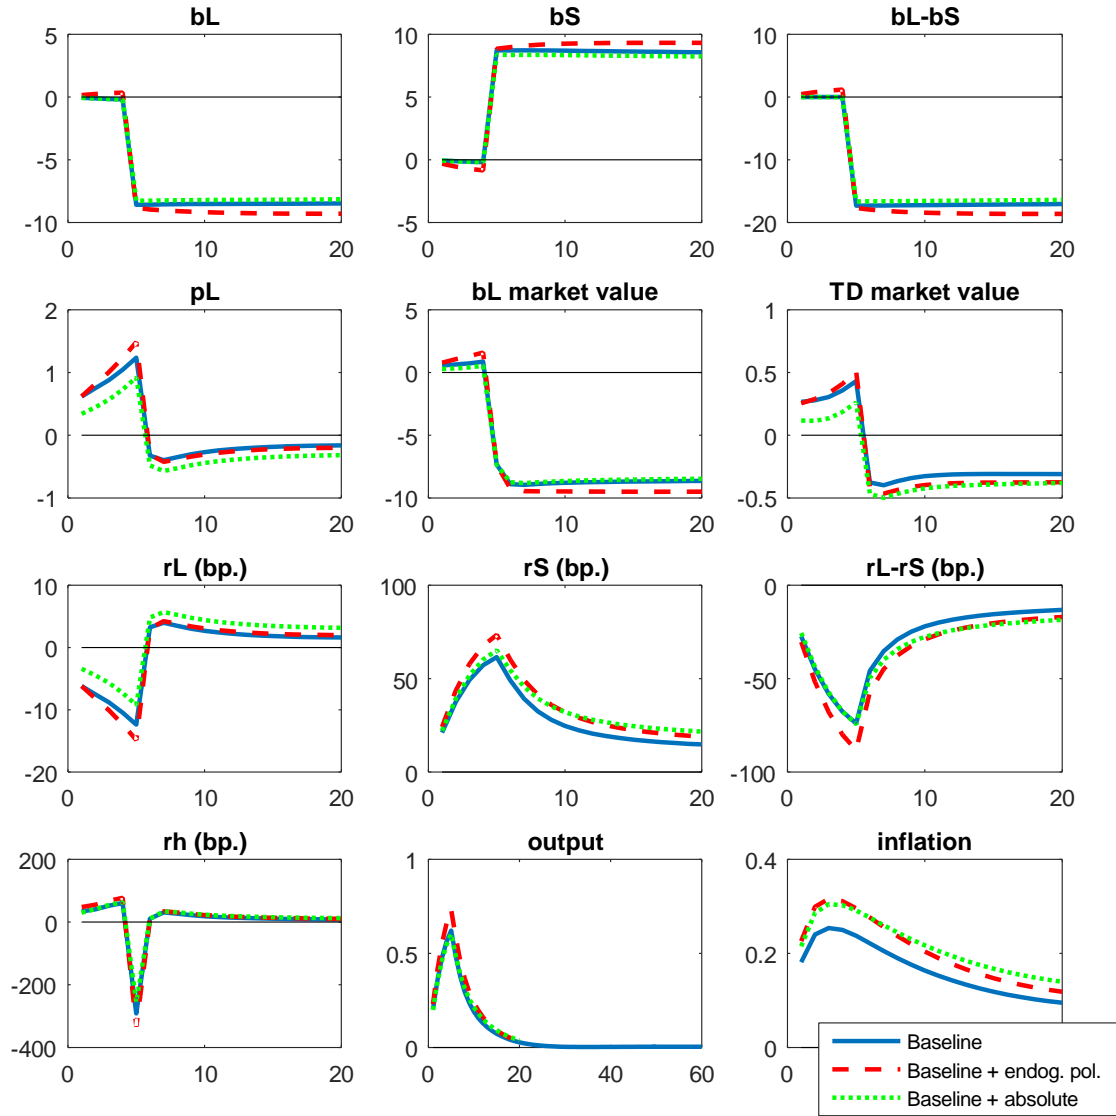 bL bS bL-bS
5 10 10
0 5 0
-5 0 -10
-10 -5 -20
0 10 20 0 10 20 0 10 20
pL bL market value TD market value
2 5 1
1 0 0.5
0 -5 0
-1 -10 -0.5
0 10 20 0 10 20 0 10 20
rL (bp.) rS (bp.) rL-rS (bp.)
10 100 0
0 50 -50
-10 0 -100
-20
0 10 20 0 10 20 0 10 20
rh (bp.) output inflation
200 1 0.4
0 0.5 0.2
-200 0 0
-400
0 10 20 0 20 40 60 0
Baseline
Baseline + endog. pol.
Baseline + absolute